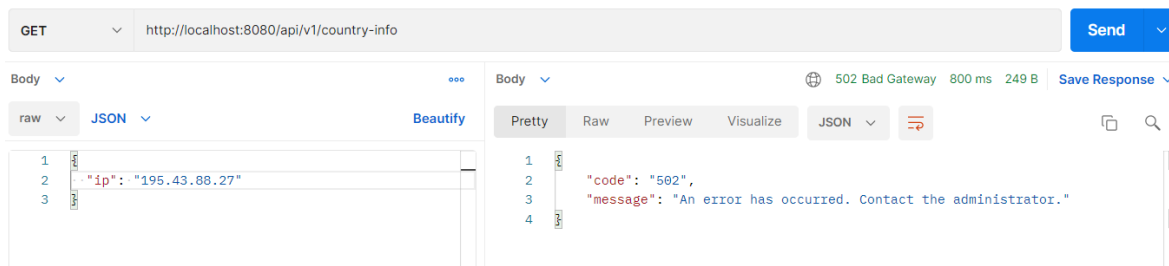 GET http://localhost:8080/api/v1/country-info Send
Body ooo
raw JSON Beautify
1 {
2 "ip": "195.43.88.27"
3 }
Body 502 Bad Gateway 800 ms 249 B Save Response
Pretty Raw Preview Visualize JSON
1 {
2 "code": "502",
3 "message": "An error has occurred. Contact the administrator."
4 }